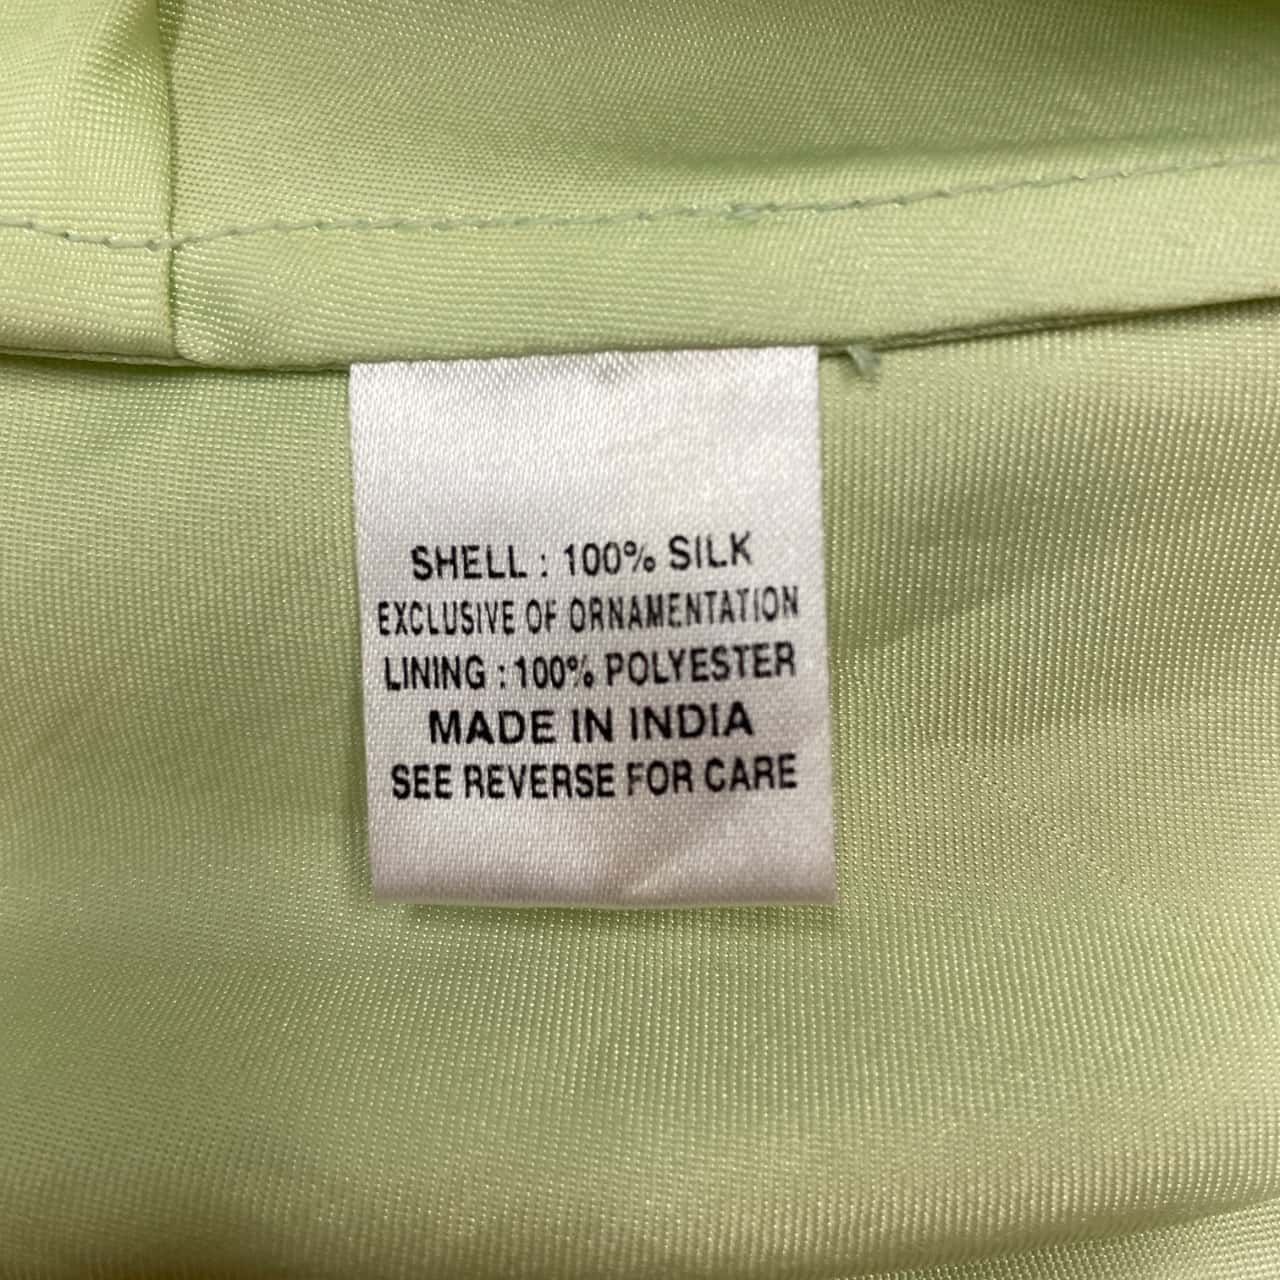 SHELL : 100% SILK
EXCLUSIVE OF ORNAMENTATION
LINING : 100% POLYESTER
MADE IN INDIA
SEE REVERSE FOR CARE